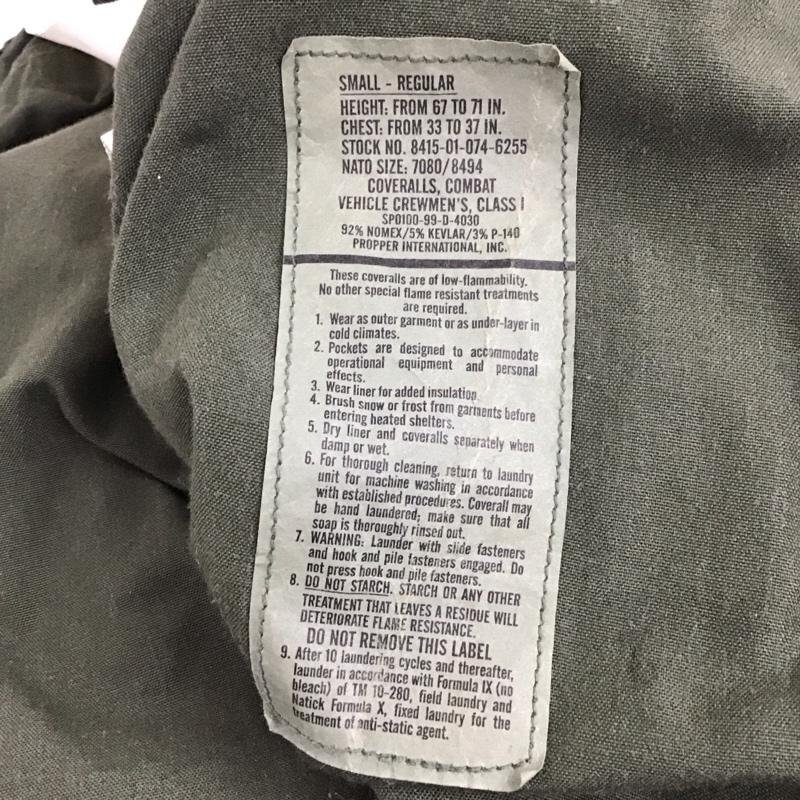 SMALL - REGULAR
HEIGHT: FROM 67 TO 71 IN.
CHEST: FROM 33 TO 37 IN.
STOCK NO. 8415-01-074-6255
NATO SIZE: 7080/8494
COVERALLS, COMBAT
VEHICLE CREWMEN'S, CLASS I
SPO100-99-D-4030
92% NOMEX/5% KEVLAR/3% P-140
PROPPER INTERNATIONAL, INC.
These coveralls are of low-flammability.
No other special flame resistant treatments
are required.
1. Wear as outer garment or as under-layer in
cold climates.
2. Pockets are designed to accommodate
operational equipment and personal
effects.
3. Wear liner for added insulation
4. Brush snow or frost from garments before
entering heated shelters.
5. Dry liner and coveralls separately when
damp or wet.
6. For thorough cleaning, return to laundry
unit for machine washing in accordance
with established procedures. Coverall may
be hand laundered; make sure that all
soap is thoroughly rinsed out.
7. WARNING: Launder with slide fasteners
and hook and pile fasteners engaged. Do
not press hook and pile fasteners.
8. DO NOT STARCH. STARCH OR ANY OTHER
TREATMENT THAT LEAVES A RESIDUE WILL
DETERIORATE FLAME RESISTANCE.
DO NOT REMOVE THIS LABEL
9. After 10 laundering cycles and thereafter,
launder in accordance with Formula IX (no
bleach) of TM 10-280, field laundry and
Natick Formula X, fixed laundry for the
treatment of anti-static agent.